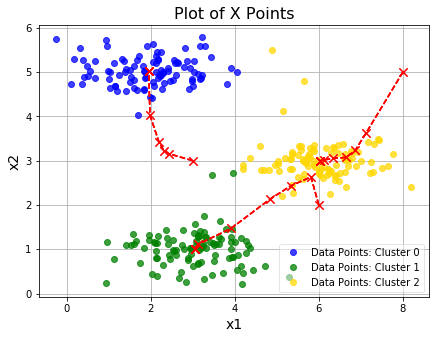 Plot of X Points
6
5
4
3
2
1
0
x2
0
2
4
6
8
x1
Data Points: Cluster 0
Data Points: Cluster 1
Data Points: Cluster 2